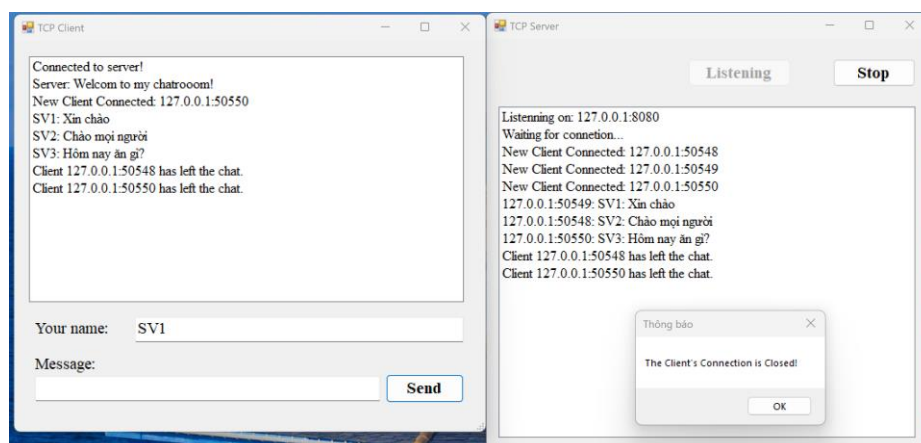 TCP Client
Connected to server!
Server: Welcom to my chatrooom!
New Client Connected: 127.0.0.1:50550
SV1: Xin chào
SV2: Chào mọi người
SV3: Hôm nay ăn gì?
Client 127.0.0.1:50548 has left the chat.
Client 127.0.0.1:50550 has left the chat.
Your name:
SV1
Message:
Send
TCP Server
Listening
Stop
Listenning on: 127.0.0.1:8080
Waiting for connetion...
New Client Connected: 127.0.0.1:50548
New Client Connected: 127.0.0.1:50549
New Client Connected: 127.0.0.1:50550
127.0.0.1:50549: SV1: Xin chào
127.0.0.1:50548: SV2: Chào mọi người
127.0.0.1:50550: SV3: Hôm nay ăn gì?
Client 127.0.0.1:50548 has left the chat.
Client 127.0.0.1:50550 has left the chat.
Thông báo
The Client's Connection is Closed!
OK